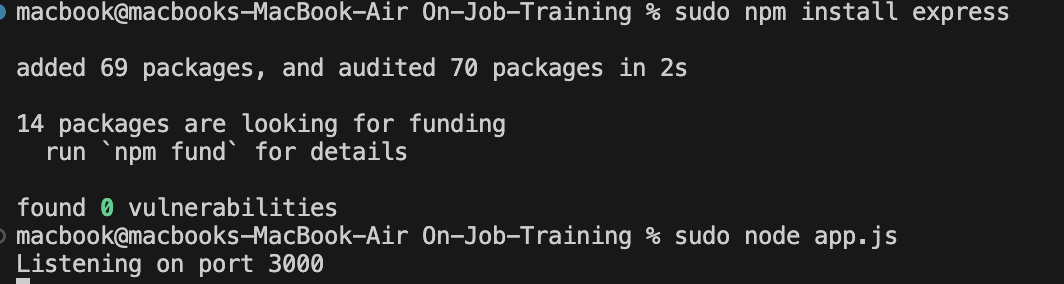 macbook@macbooks-MacBook-Air On-Job-Training % sudo npm install express
added 69 packages, and audited 70 packages in 2s
14 packages are looking for funding
  run `npm fund` for details
found 0 vulnerabilities
macbook@macbooks-MacBook-Air On-Job-Training % sudo node app.js
Listening on port 3000